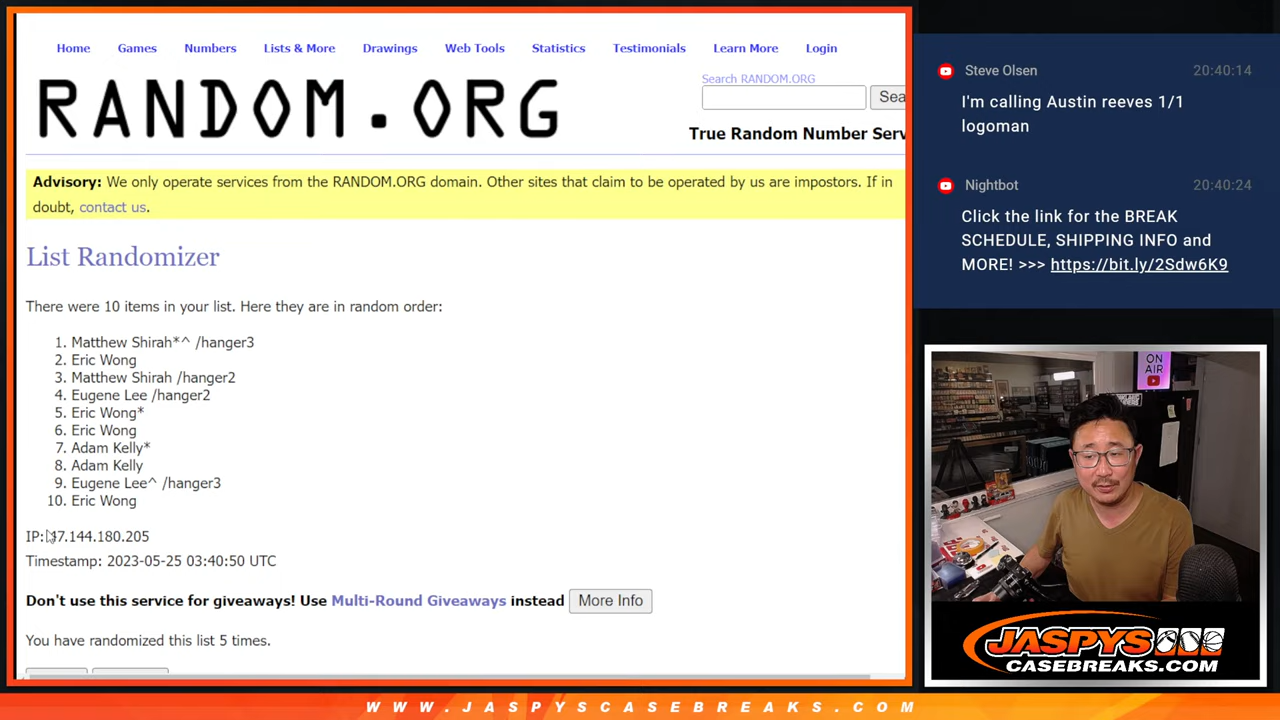 Home Games Numbers Lists & More Drawings Web Tools Statistics Testimonials Learn More Login
RANDOM.ORG
Search RANDOM.ORG
Sea
True Random Number Serv
Advisory: We only operate services from the RANDOM.ORG domain. Other sites that claim to be operated by us are impostors. If in
doubt, contact us.
List Randomizer
There were 10 items in your list. Here they are in random order:
1. Matthew Shirah*^ /hanger3
2. Eric Wong
3. Matthew Shirah /hanger2
4. Eugene Lee /hanger2
5. Eric Wong*
6. Eric Wong
7. Adam Kelly*
8. Adam Kelly
9. Eugene Lee^ /hanger3
10. Eric Wong
IP: 7.144.180.205
Timestamp: 2023-05-25 03:40:50 UTC
Don't use this service for giveaways! Use Multi-Round Giveaways instead More Info
You have randomized this list 5 times.
Steve Olsen 20:40:14
I'm calling Austin reeves 1/1
logoman
Nightbot 20:40:24
Click the link for the BREAK
SCHEDULE, SHIPPING INFO and
MORE! >>> https://bit.ly/2Sdw6K9
ON
AIR
JASPYS
CASEBREAKS.COM
WWW.JASPYSCASEBREAKS.COM